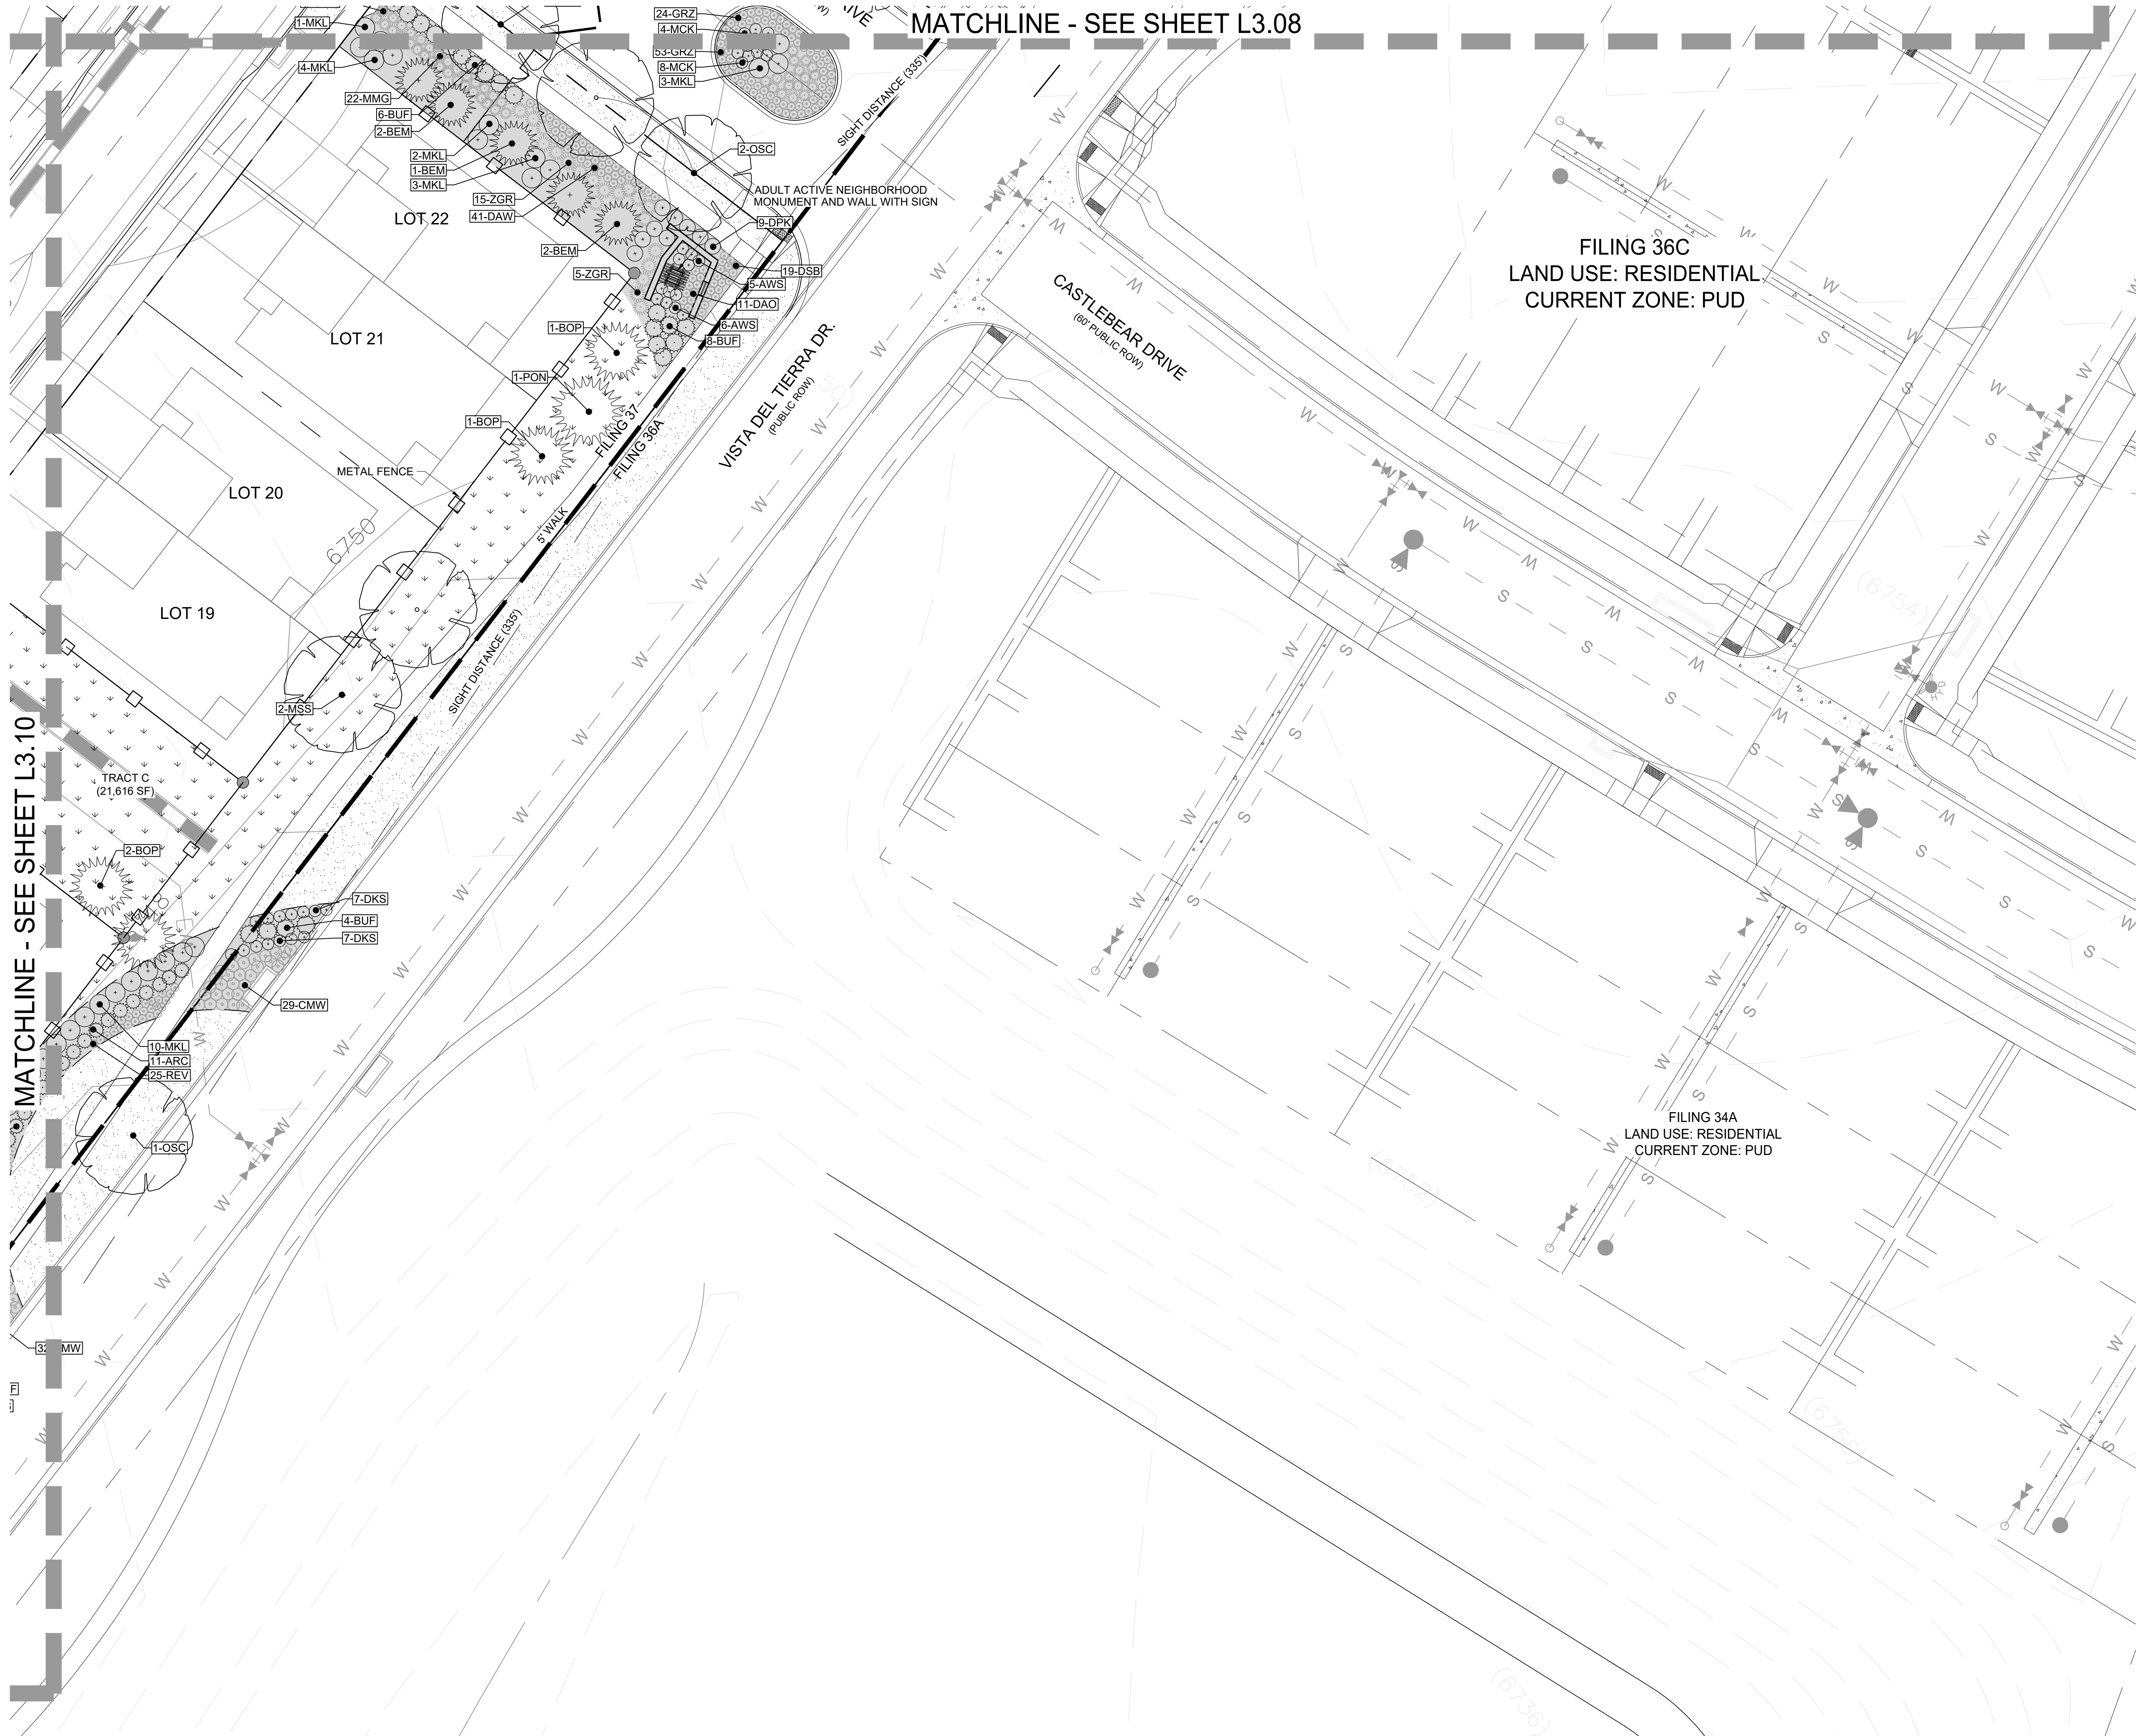 MATCHLINE - SEE SHEET L3.08
1-MKL
4-MKL
22-MMG
6-BUF
2-BEM
2-MKL
1-BEM
3-MKL
15-ZGR
41-DAW
2-BEM
5-ZGR
1-BOP
1-PON
1-BOP
METAL FENCE
24-GRZ
4-MCK
53-GRZ
8-MCK
3-MKL
2-OSC
SIGHT DISTANCE (335')
ADULT ACTIVE NEIGHBORHOOD
MONUMENT AND WALL WITH SIGN
9-DPK
19-DSB
5-AWS
11-DAO
6-AWS
8-BUF
LOT 22
LOT 21
LOT 20
LOT 19
6750
FILING 37
FILING 36A
5' WALK
SIGHT DISTANCE (335')
VISTA DEL TIERRA DR.
(PUBLIC ROW)
CASTLEBEAR DRIVE
(60' PUBLIC ROW)
FILING 36C
LAND USE: RESIDENTIAL
CURRENT ZONE: PUD
(6754)
2-MSS
MATCHLINE - SEE SHEET L3.10
TRACT C
(21,616 SF)
2-BOP
7-DKS
4-BUF
7-DKS
29-CMW
10-MKL
11-ARC
25-REV
1-OSC
FILING 34A
LAND USE: RESIDENTIAL
CURRENT ZONE: PUD
(6752)
(6750)
(6736)